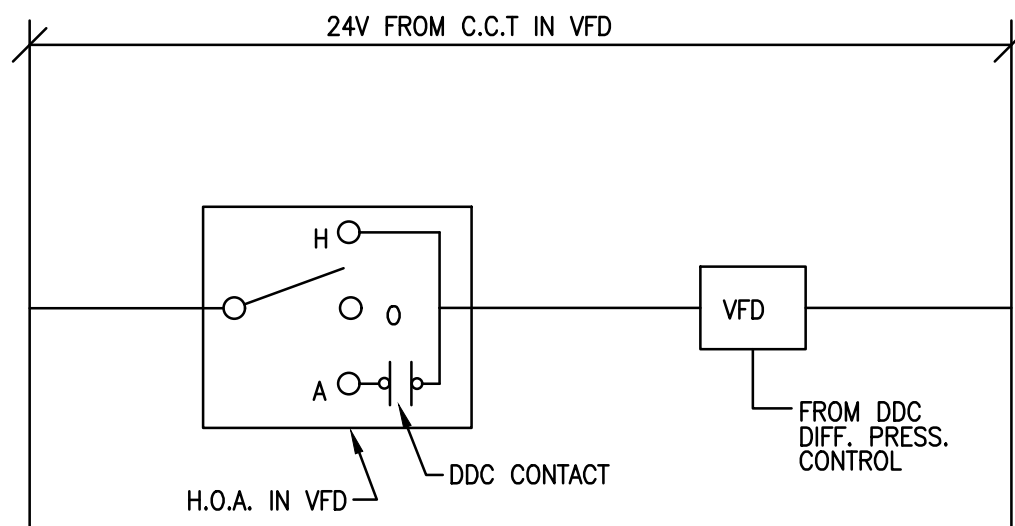 24V FROM C.C.T IN VFD
H
O
VFD
A
FROM DDC
DIFF. PRESS.
CONTROL
DDC CONTACT
H.O.A. IN VFD